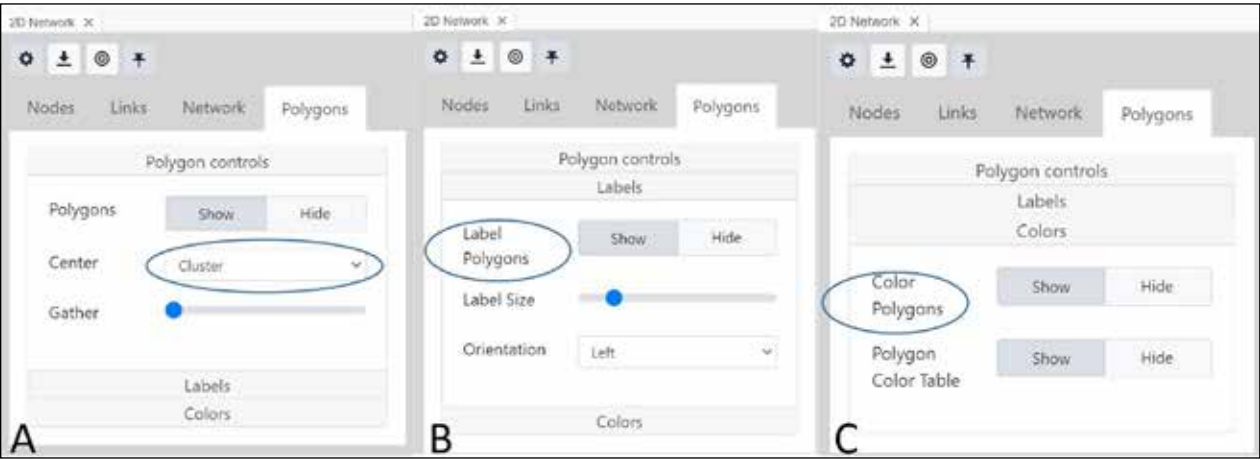 2D Network ×
Nodes Links Network Polygons
Polygon controls
Polygons Show Hide
Center Cluster
Gather
Labels
Colors
A
2D Network ×
Nodes Links Network Polygons
Polygon controls
Labels
Label
Polygons
Show Hide
Label Size
Orientation Left
Colors
B
2D Network ×
Nodes Links Network Polygons
Polygon controls
Labels
Colors
Color
Polygons
Show Hide
Polygon
Color Table
Show Hide
C